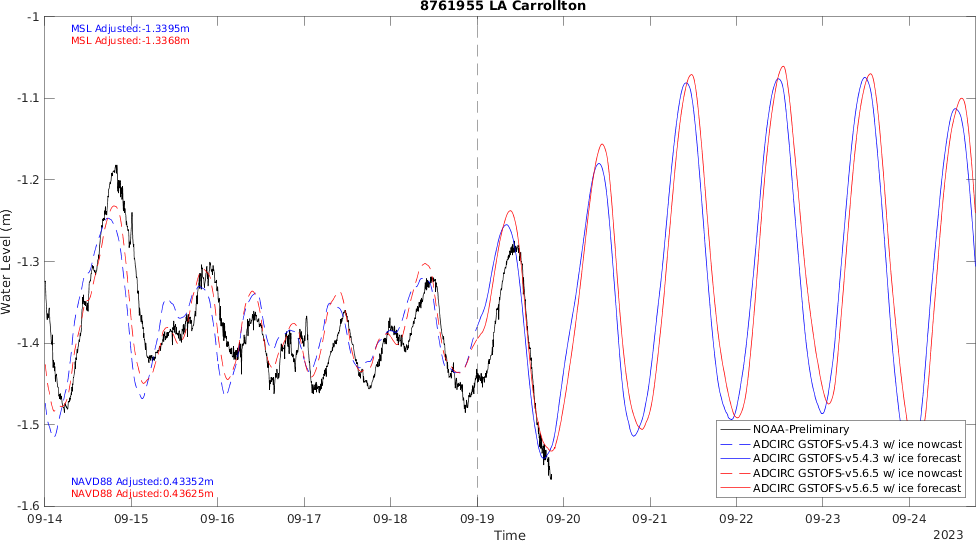 8761955 LA Carrollton
MSL Adjusted:-1.3395m
MSL Adjusted:-1.3368m
-1
-1.1
-1.2
-1.3
-1.4
-1.5
-1.6
Water Level (m)
NAVD88 Adjusted:0.43352m
NAVD88 Adjusted:0.43625m
NOAA-Preliminary
ADCIRC GSTOFS-v5.4.3 w/ ice nowcast
ADCIRC GSTOFS-v5.4.3 w/ ice forecast
ADCIRC GSTOFS-v5.6.5 w/ ice nowcast
ADCIRC GSTOFS-v5.6.5 w/ ice forecast
09-14 09-15 09-16 09-17 09-18 09-19 09-20 09-21 09-22 09-23 09-24
Time
2023